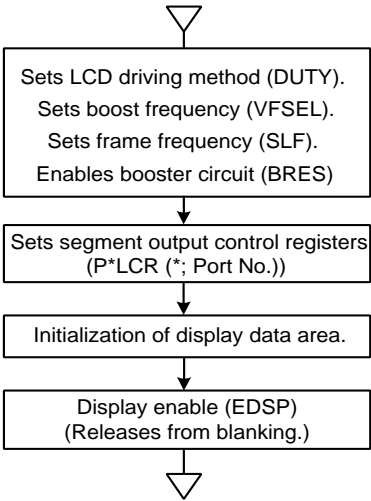 Sets LCD driving method (DUTY).
Sets boost frequency (VFSEL).
Sets frame frequency (SLF).
Enables booster circuit (BRES)
Sets segment output control registers
(P*LCR (*; Port No.))
Initialization of display data area.
Display enable (EDSP)
(Releases from blanking.)